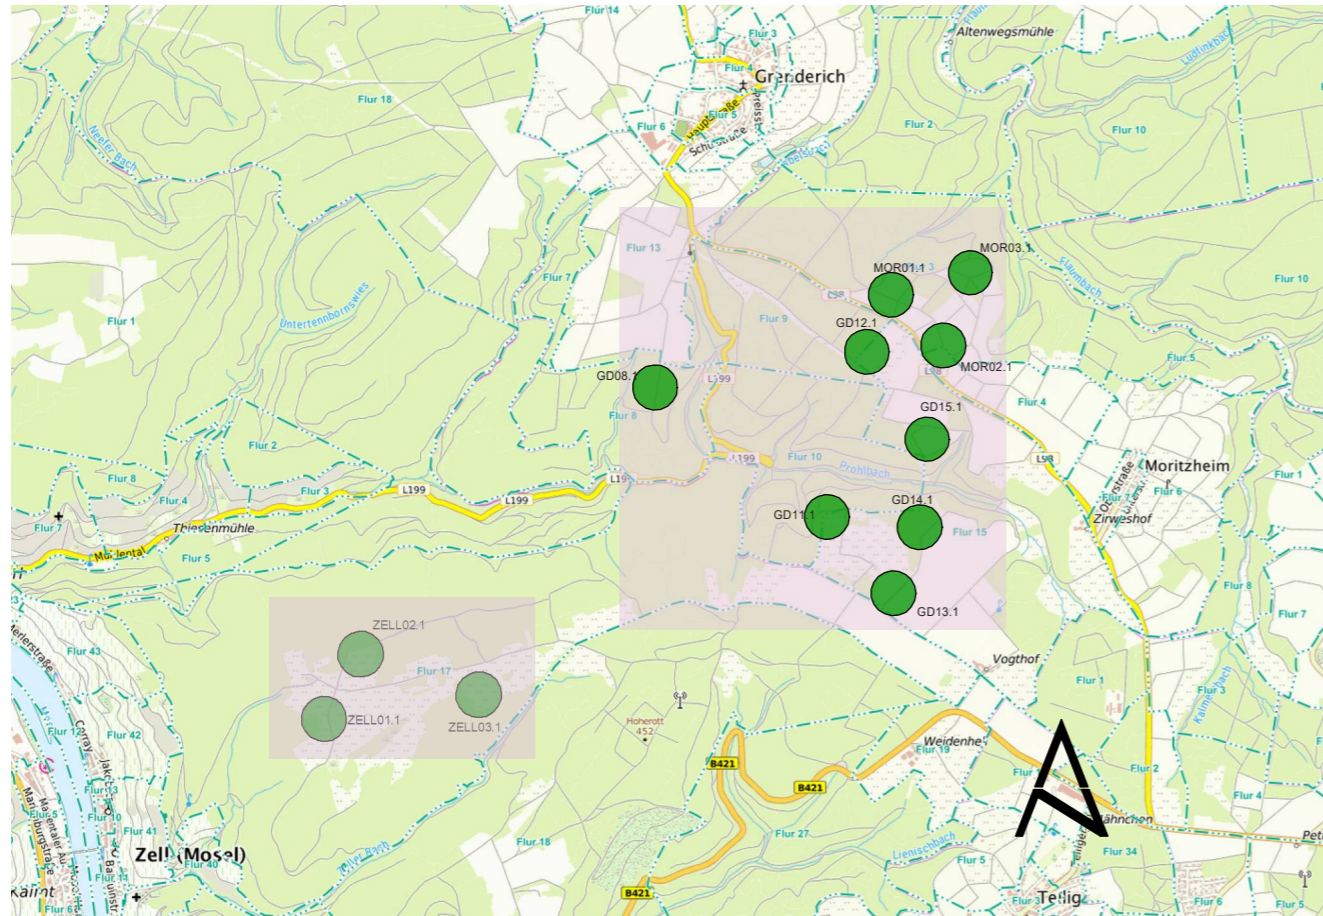 Flur 14
Flur 3
Altenwegsmühle
Flur 4
Grenderich
Flur 18
Flur 5
Hauptstraße
Flur 6
Flur 2
Flur 10
Neefer Bach
Flur 13
MOR03.1
MOR01.1
Flaumbach
Flur 7
Flur 10
L98
Untertennbornswies
Flur 9
GD12.1
Flur 1
Flur 5
MOR02.1
GD08.1
L199
L98
Flur 4
GD15.1
Flur 8
Flur 2
L98
L199
Flur 10
Prohlbach
Moritzheim
Flur 1
Flur 8
Flur 3
L199
Flur 6
Flur 4
L199
GD14.1
GD11.1
Zirweshof
Flur 7
Thiesenmühle
Flur 15
Flur 5
Flur 8
GD13.1
Flur 7
ZELL02.1
Flur 43
Vogthof
Flur 17
Flur 1
Flur 3
Kälmerbach
ZELL01.1
ZELL03.1
Hoherott
452
Flur 12
Flur 42
Flur 19
B421
Flur 2
B421
Flur 4
Flur 10
Flur 41
Flur 27
Flur 18
Zell (Mosel)
Flur 40
Lienischbach
Flur 34
Flur 5
B421
Flur 6
Flur 3
Flur 6
Flur 5